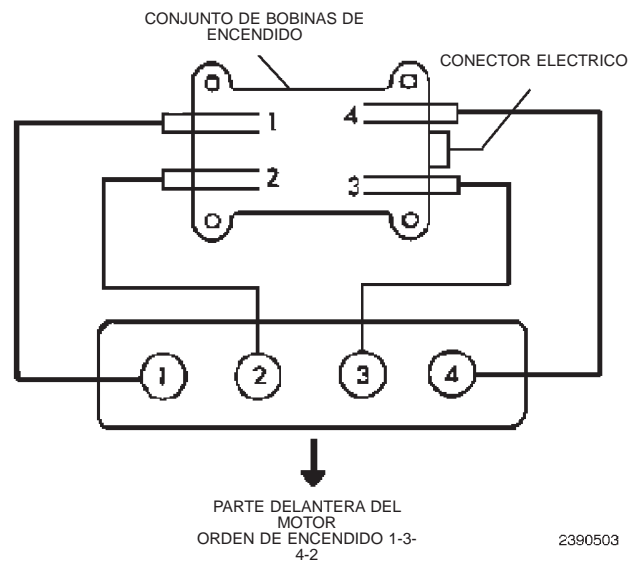 CONJUNTO DE BOBINAS DE
ENCENDIDO
CONECTOR ELECTRICO
1
4
2
3
1
2
3
4
PARTE DELANTERA DEL
MOTOR
ORDEN DE ENCENDIDO 1-3-
4-2
2390503